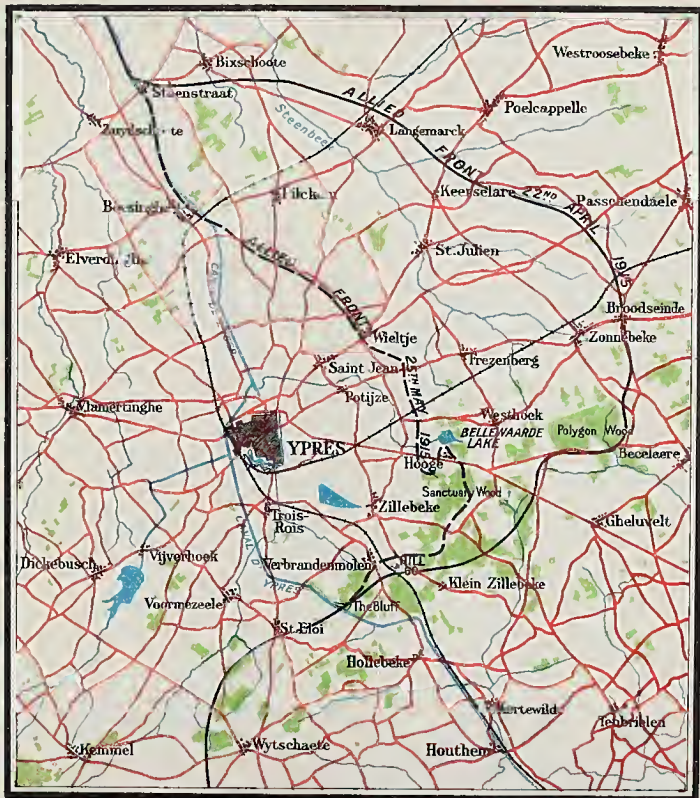 Bixschoote
Westroosebeke
Steenstraat
ALLIED
Poelcappelle
Steenbeek
Langemarck
FRONT
Keerselare
22ND APRIL
Passchendaele
1915
St. Julien
ALLIED
FRONT
Broodseinde
Zonnebeke
Wieltje
Saint Jean
25TH MAY
Frezenberg
Potijze
Vlamertinghe
Westhoek
1915
BELLEWAARDE
LAKE
Polygon Wood
YPRES
Hooge
Becelaere
Sanctuary Wood
Zillebeke
Trois-
Rois
Gheluvelt
CANAL D'YPRES
Vijverhoek
Dickebusch
Verbrandenmolen
HILL
60
Klein Zillebeke
Voormezeele
The Bluff
St. Eloi
Hollebeke
Tenbrielen
Kemmel
Wytschaete
Houthem